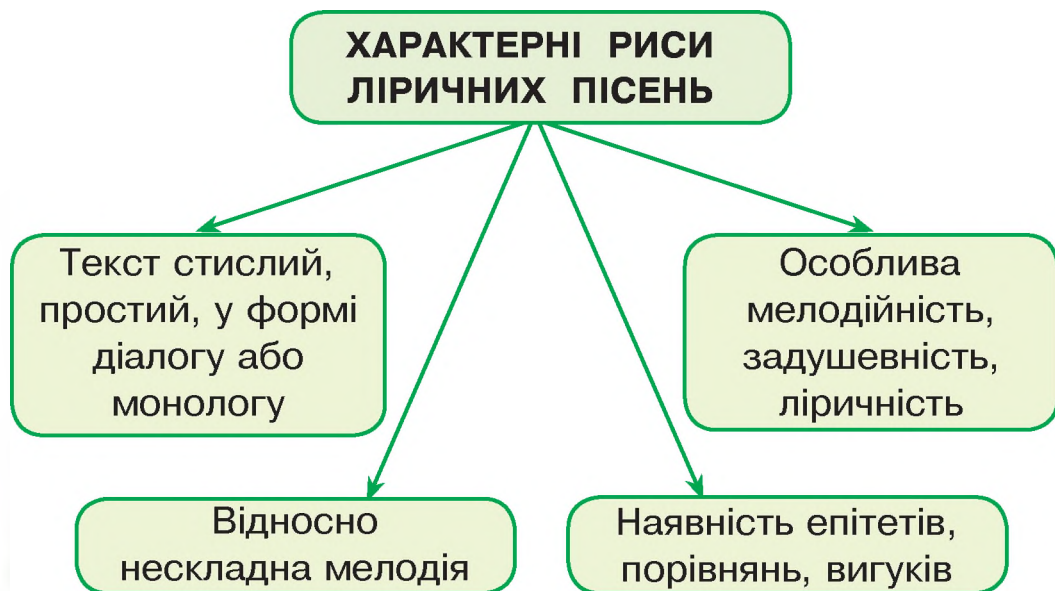 ХАРАКТЕРНІ РИСИ
ЛІРИЧНИХ ПІСЕНЬ
Текст стислий,
простий, у формі
діалогу або
монологу
Особлива
мелодійність,
задушевність,
ліричність
Відносно
нескладна мелодія
Наявність епітетів,
порівнянь, вигуків